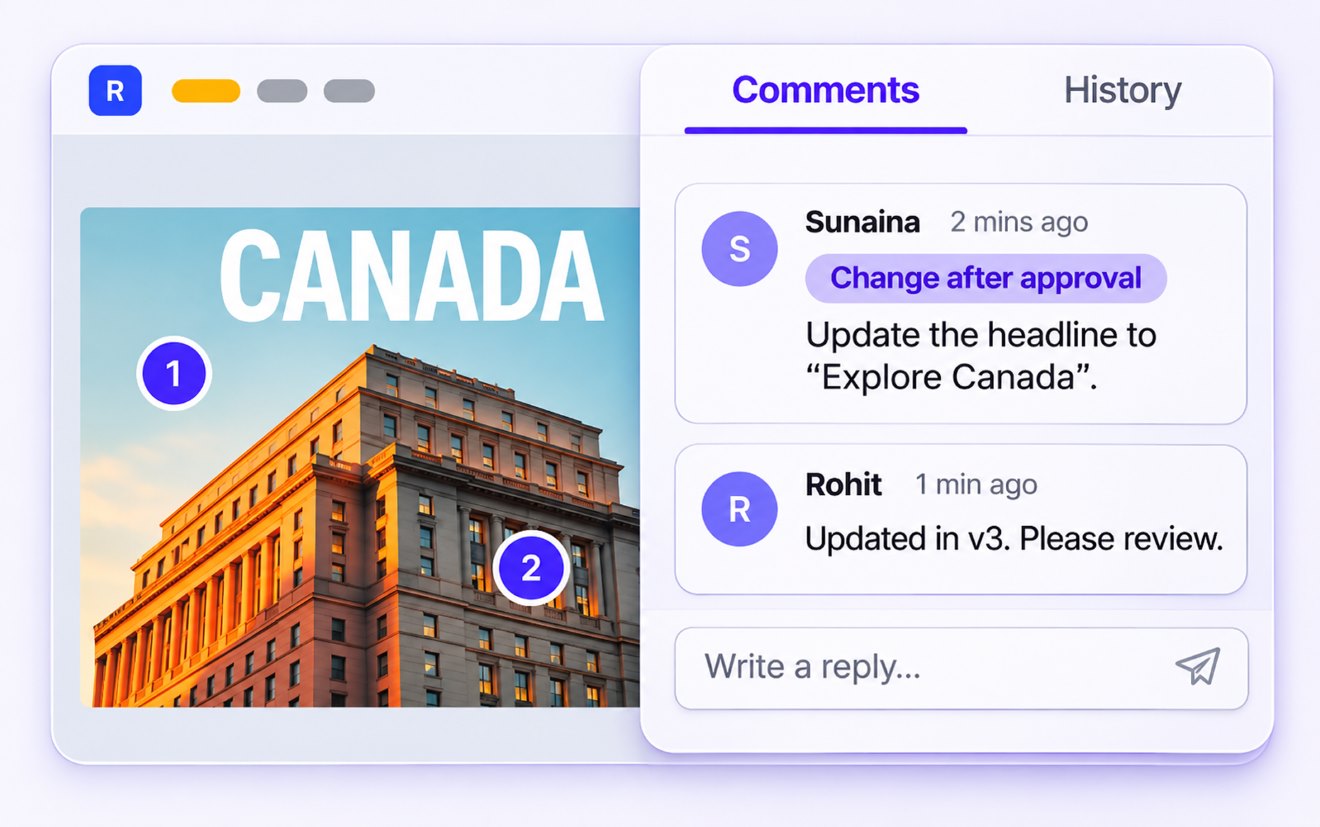 R
CANADA
1
2
Comments
History
S
Sunaina 2 mins ago
Change after approval
Update the headline to
“Explore Canada”.
R
Rohit 1 min ago
Updated in v3. Please review.
Write a reply...